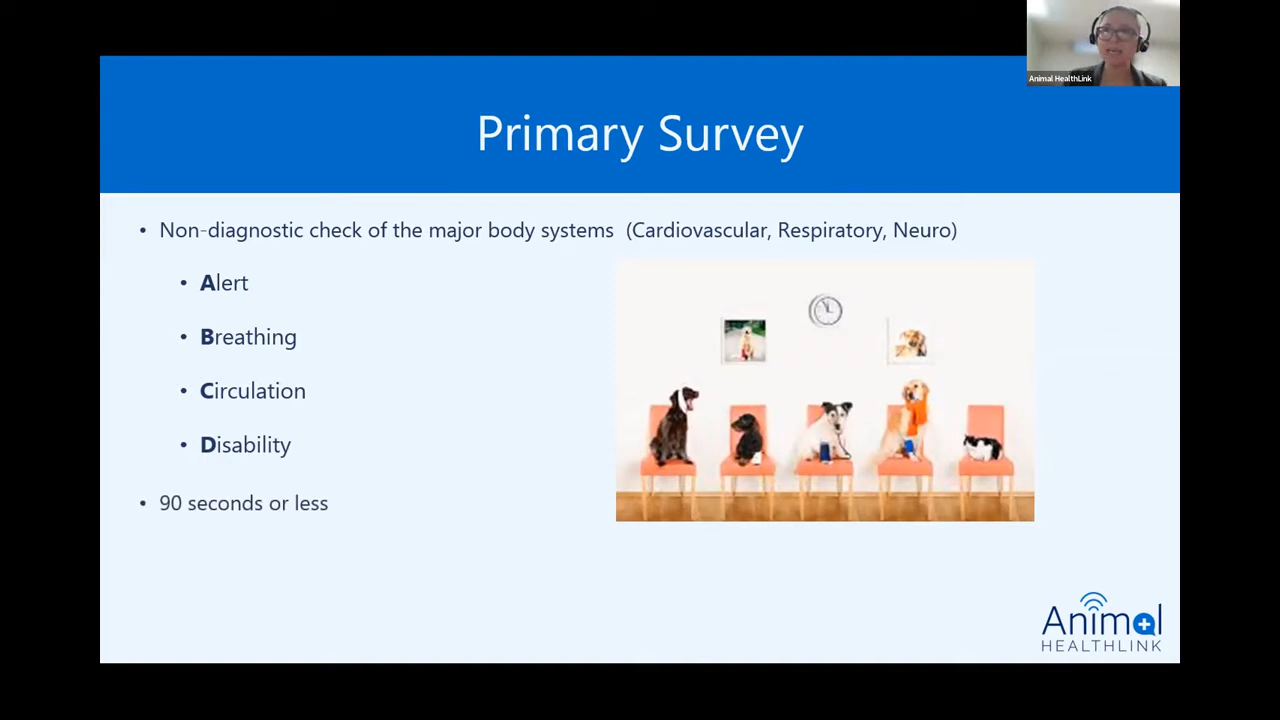 Animal HealthLink
Primary Survey
• Non-diagnostic check of the major body systems  (Cardiovascular, Respiratory, Neuro)
• Alert
• Breathing
• Circulation
• Disability
• 90 seconds or less
Animal
HEALTHLINK